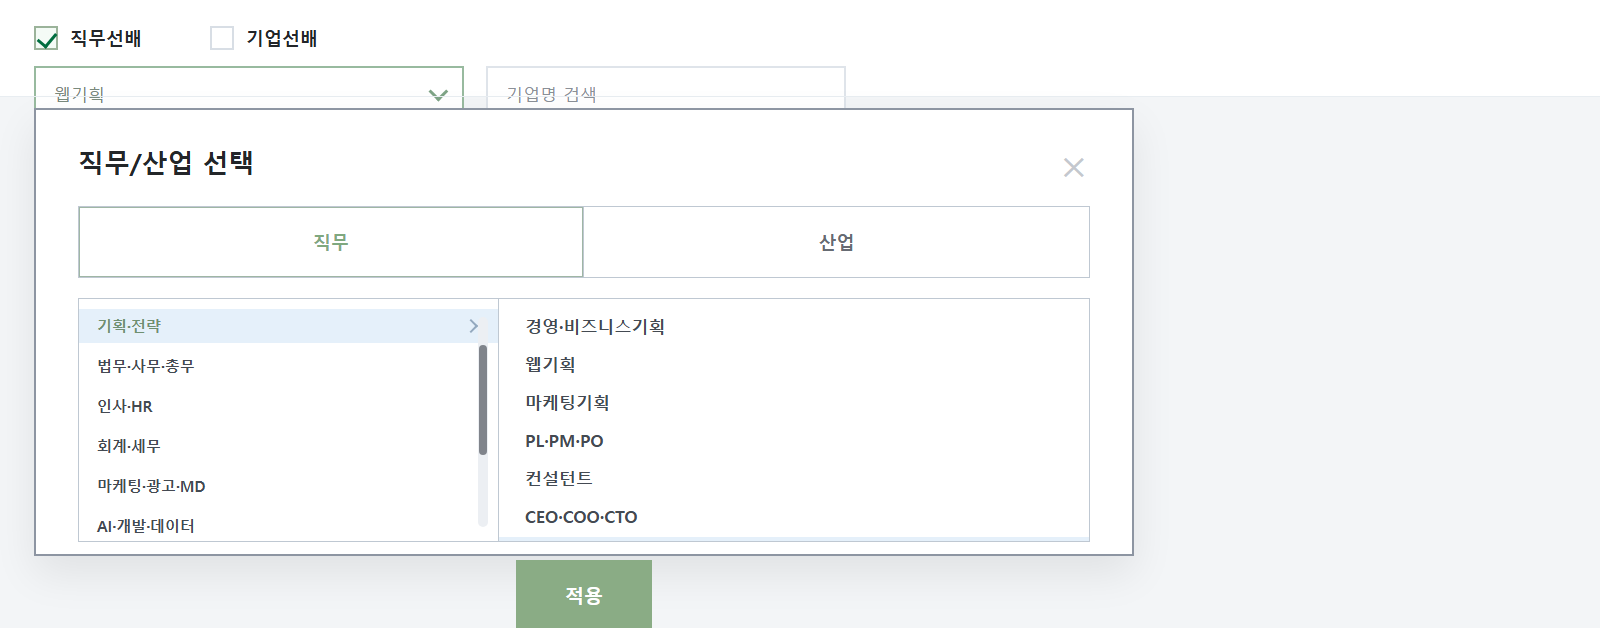 직무선배 기업선배
웹기획 기업명 검색
직무/산업 선택
직무 산업
기획·전략
법무·사무·총무
인사·HR
회계·세무
마케팅·광고·MD
AI·개발·데이터
경영·비즈니스기획
웹기획
마케팅기획
PL·PM·PO
컨설턴트
CEO·COO·CTO
적용